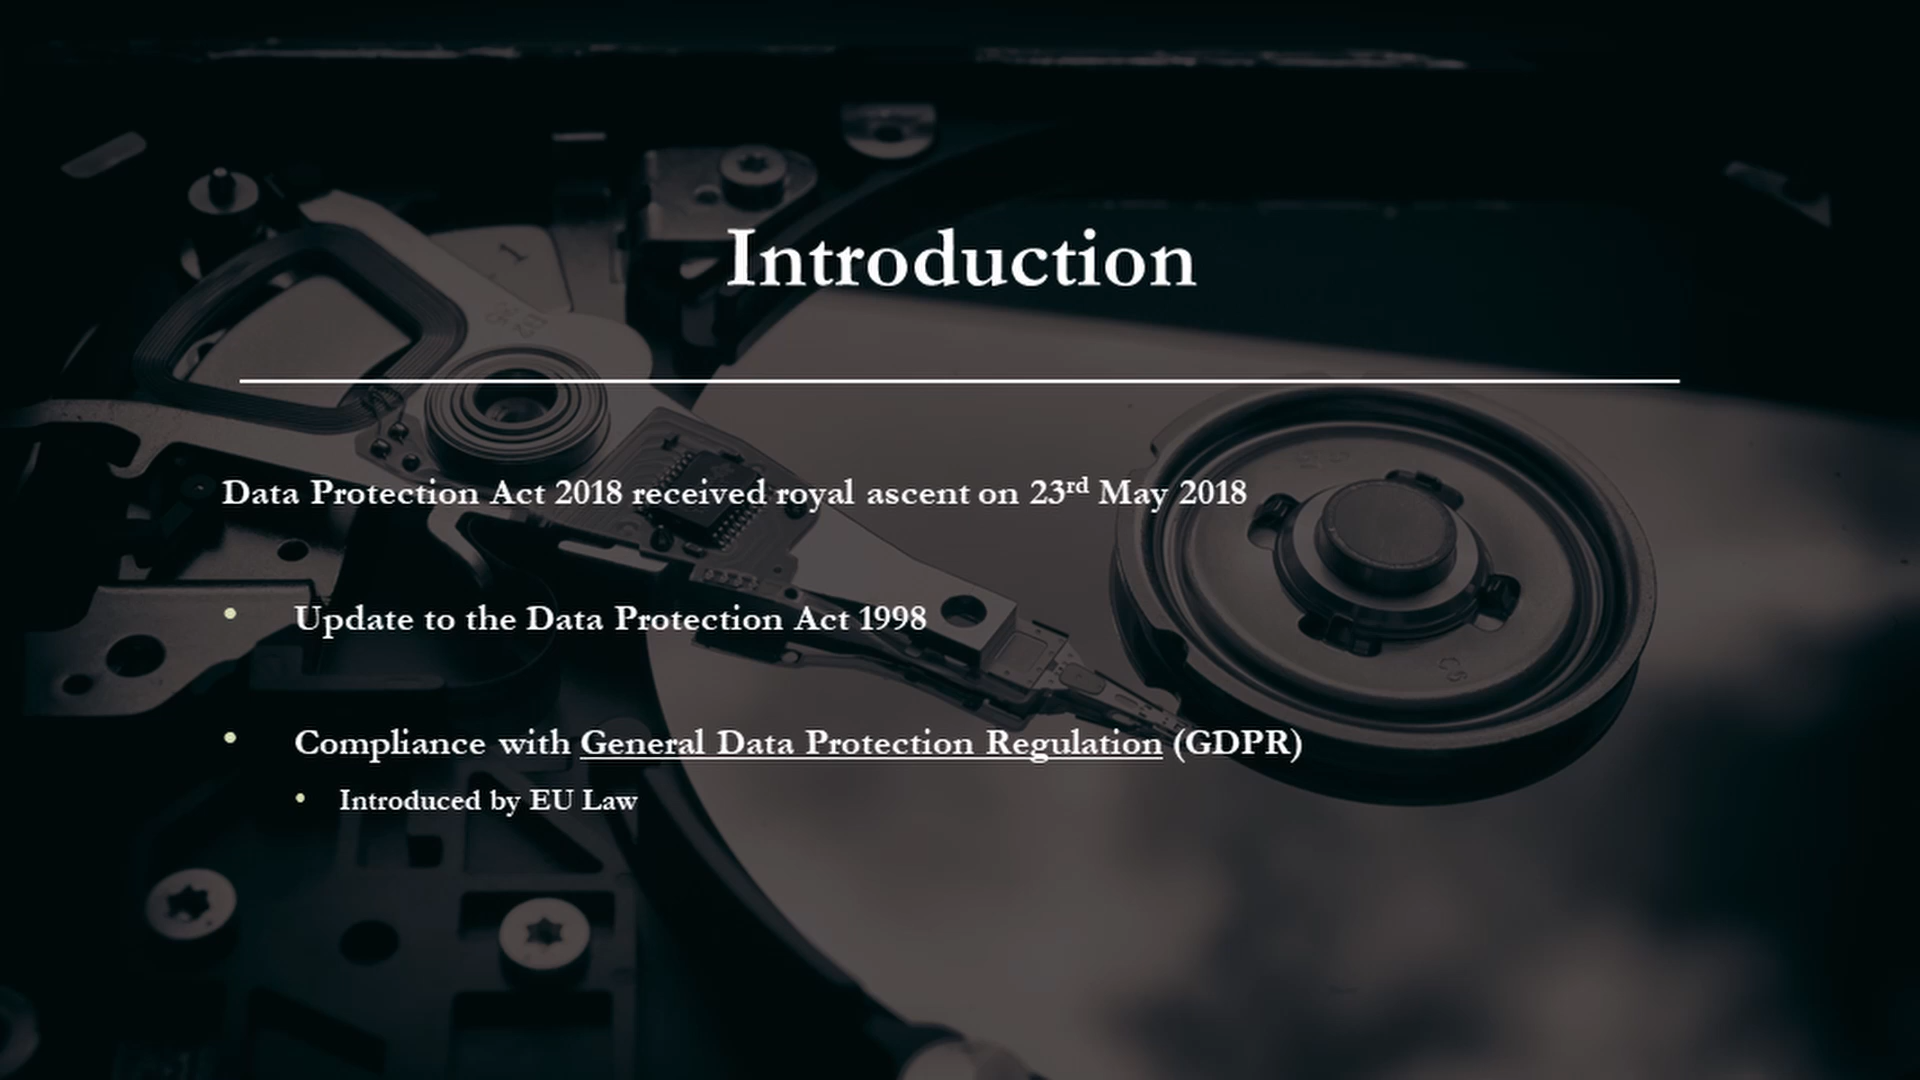 Introduction
Data Protection Act 2018 received royal ascent on 23rd May 2018
• Update to the Data Protection Act 1998
• Compliance with General Data Protection Regulation (GDPR)
• Introduced by EU Law